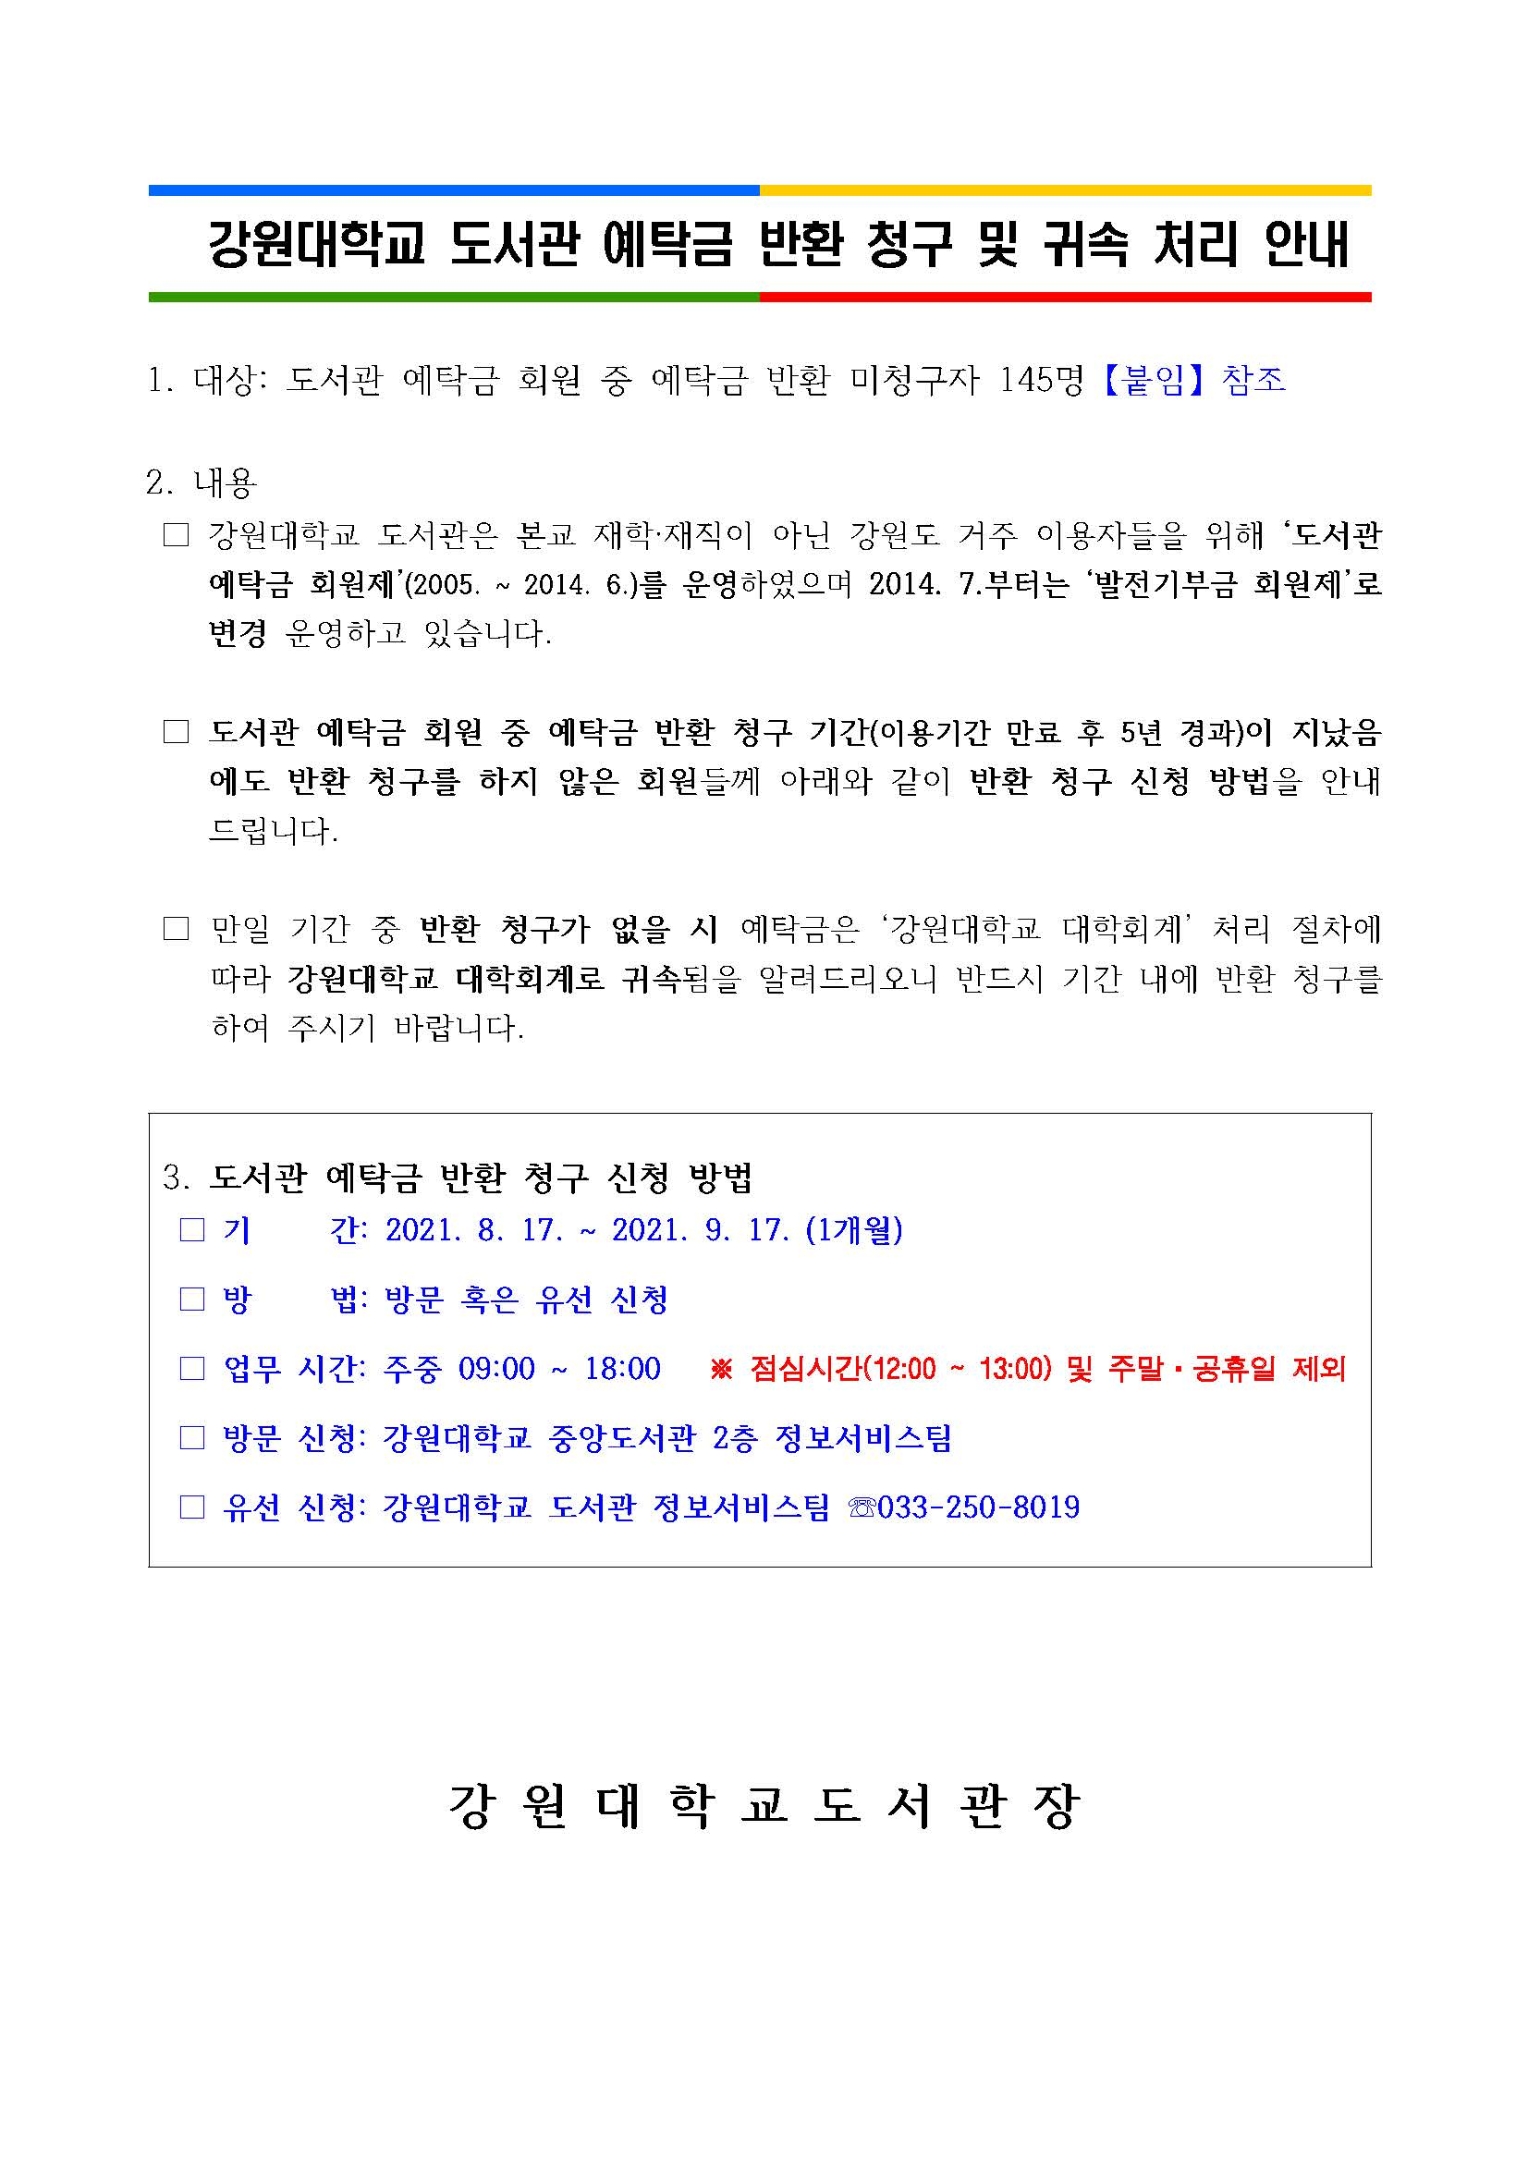 강원대학교 도서관 예탁금 반환 청구 및 귀속 처리 안내
1. 대상: 도서관 예탁금 회원 중 예탁금 반환 미청구자 145명【붙임】참조
2. 내용
□ 강원대학교 도서관은 본교 재학·재직이 아닌 강원도 거주 이용자들을 위해 ‘도서관
예탁금 회원제’(2005. ~ 2014. 6.)를 운영하였으며 2014. 7.부터는 ‘발전기부금 회원제’로
변경 운영하고 있습니다.
□ 도서관 예탁금 회원 중 예탁금 반환 청구 기간(이용기간 만료 후 5년 경과)이 지났음
에도 반환 청구를 하지 않은 회원들께 아래와 같이 반환 청구 신청 방법을 안내
드립니다.
□ 만일 기간 중 반환 청구가 없을 시 예탁금은 ‘강원대학교 대학회계’ 처리 절차에
따라 강원대학교 대학회계로 귀속됨을 알려드리오니 반드시 기간 내에 반환 청구를
하여 주시기 바랍니다.
3. 도서관 예탁금 반환 청구 신청 방법
□ 기 간: 2021. 8. 17. ~ 2021. 9. 17. (1개월)
□ 방 법: 방문 혹은 유선 신청
□ 업무 시간: 주중 09:00 ~ 18:00 ※ 점심시간(12:00 ~ 13:00) 및 주말·공휴일 제외
□ 방문 신청: 강원대학교 중앙도서관 2층 정보서비스팀
□ 유선 신청: 강원대학교 도서관 정보서비스팀 ☏033-250-8019
강 원 대 학 교 도 서 관 장